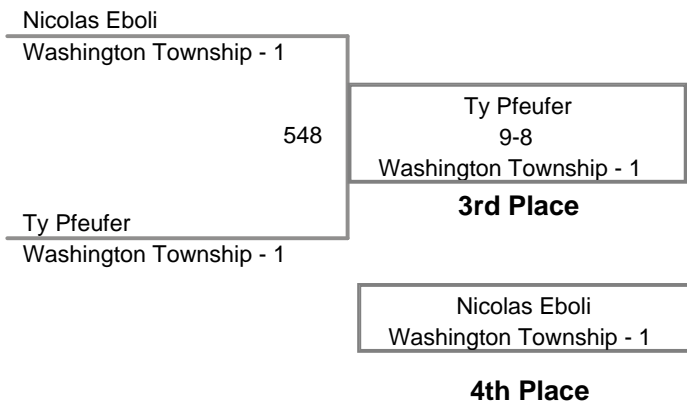 Nicolas Eboli
Washington Township - 1
548
Ty Pfeufer
9-8
Washington Township - 1
3rd Place
Ty Pfeufer
Washington Township - 1
Nicolas Eboli
Washington Township - 1
4th Place